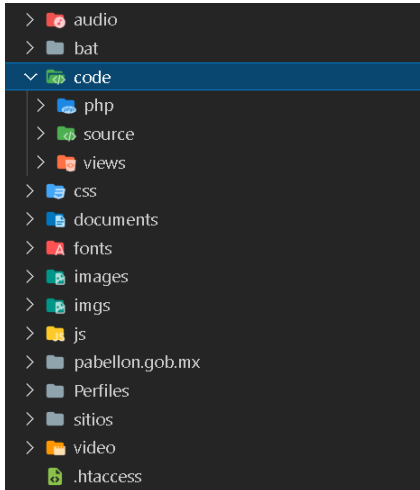 audio
bat
code
php
source
views
css
documents
fonts
images
imgs
js
pabellon.gob.mx
Perfiles
sitios
video
.htaccess